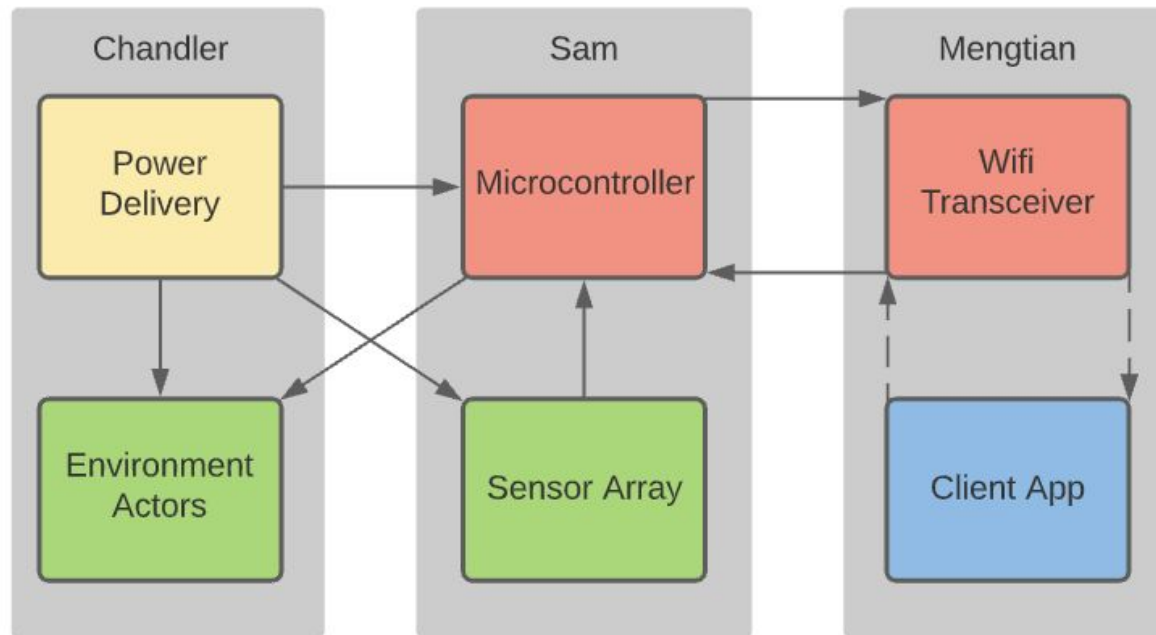 Chandler
Sam
Mengtian
Power
Delivery
Microcontroller
Wifi
Transceiver
Environment
Actors
Sensor Array
Client App